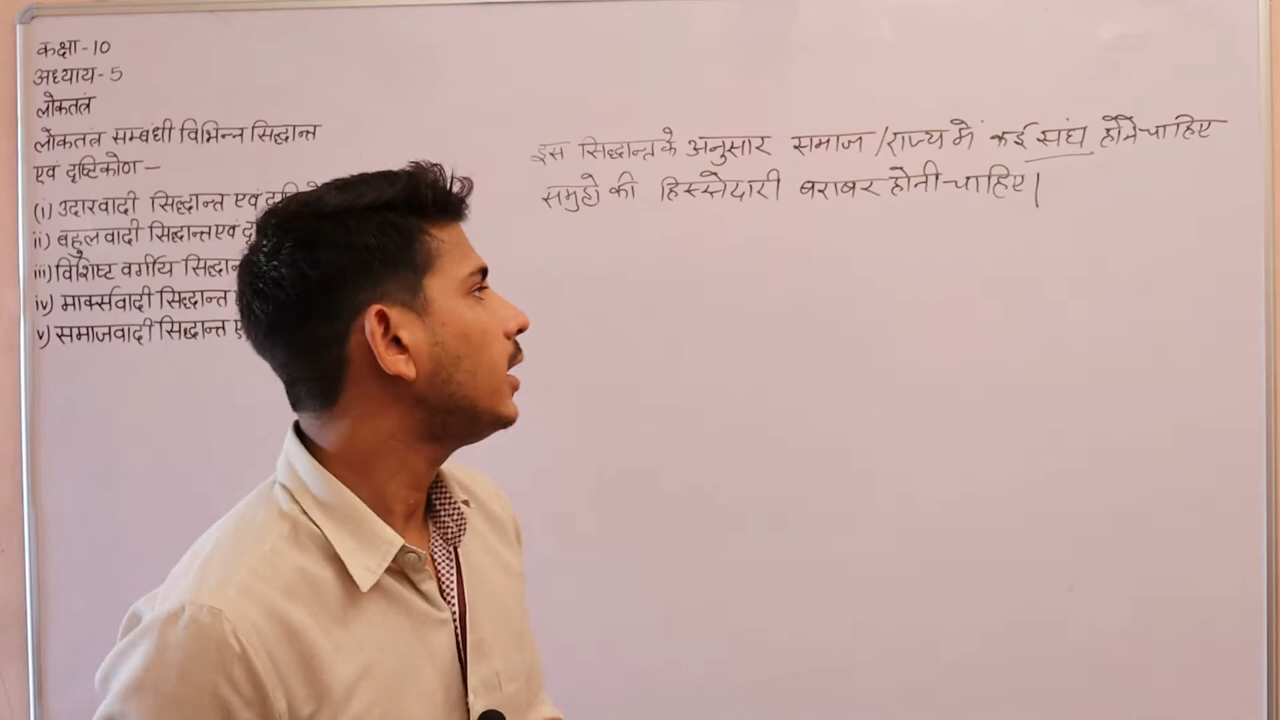 कक्षा-10
अध्याय-5
लोकतंत्र
लोकतंत्र सम्बंधी विभिन्न सिद्धान्त
एवं दृष्टिकोण –
(i) उदारवादी सिद्धान्त एवं
ii) बहुलवादी सिद्धान्त एवं
iii) विशिष्ट वर्गीय
iv) मार्क्सवादी सिद्धान्त
v) समाजवादी सिद्धान्त
इस सिद्धान्त के अनुसार समाज/राज्य में कई संघ होने चाहिए
समुहो की हिस्सेदारी बराबर होनी चाहिए।